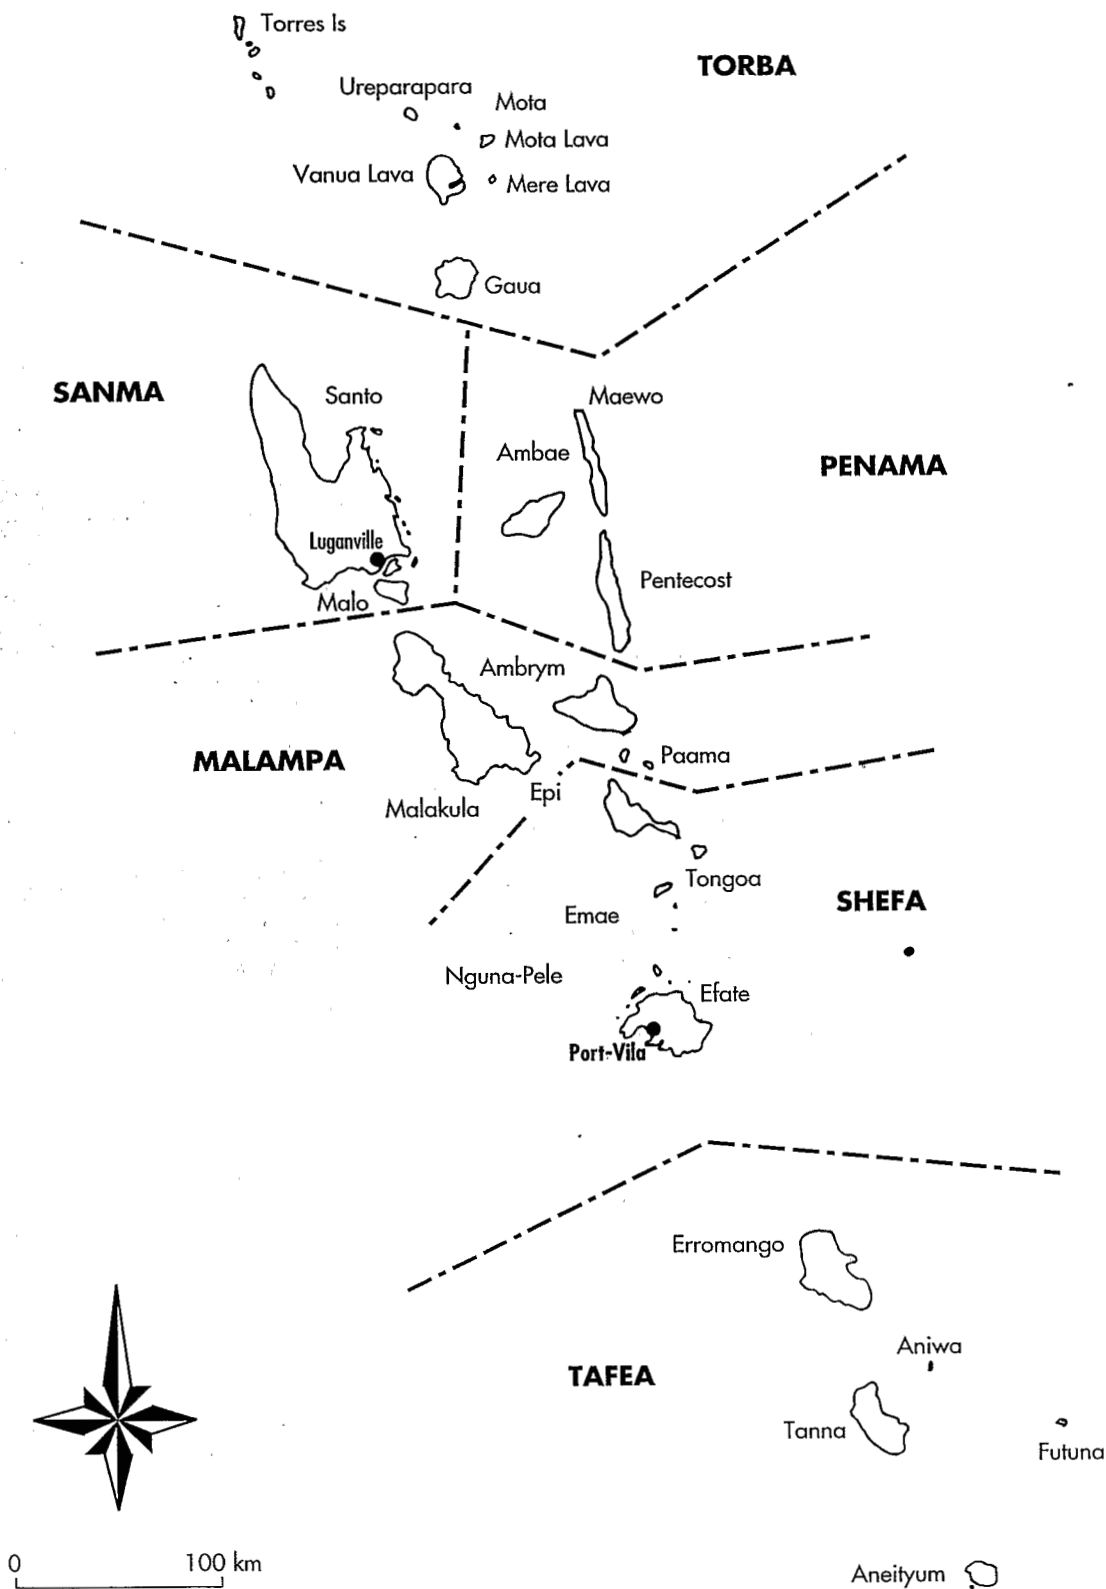 Torres Is
TORBA
Ureparapara
Mota
Mota Lava
Vanua Lava
Mere Lava
Gaua
SANMA
Santo
Maewo
Ambae
PENAMA
Luganville
Pentecost
Malo
Ambrym
MALAMPA
Paama
Epi
Malakula
Tongoa
SHEFA
Emae
Nguna-Pele
Efate
Port-Vila
Erromango
Aniwa
TAFEA
Tanna
Futuna
0 100 km
Aneityum